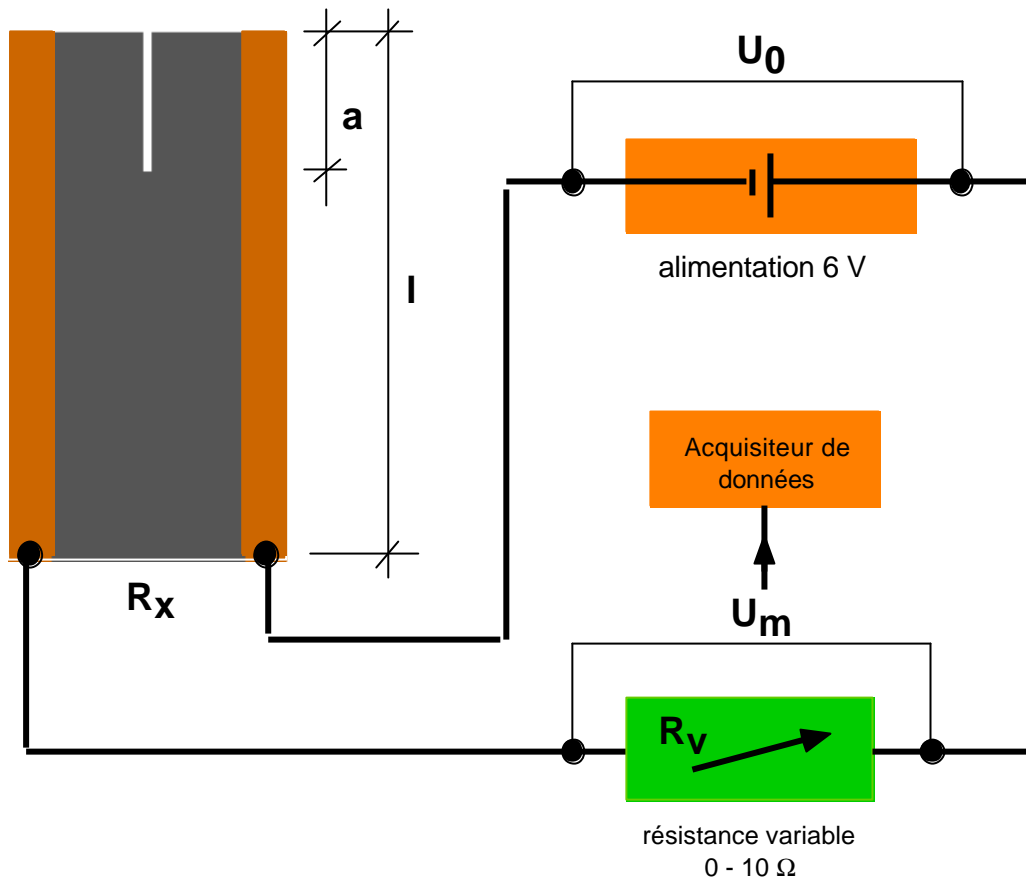 U0
a
l
alimentation 6 V
Acquisiteur de
données
Rx
Um
Rv
résistance variable
0 - 10 Ω